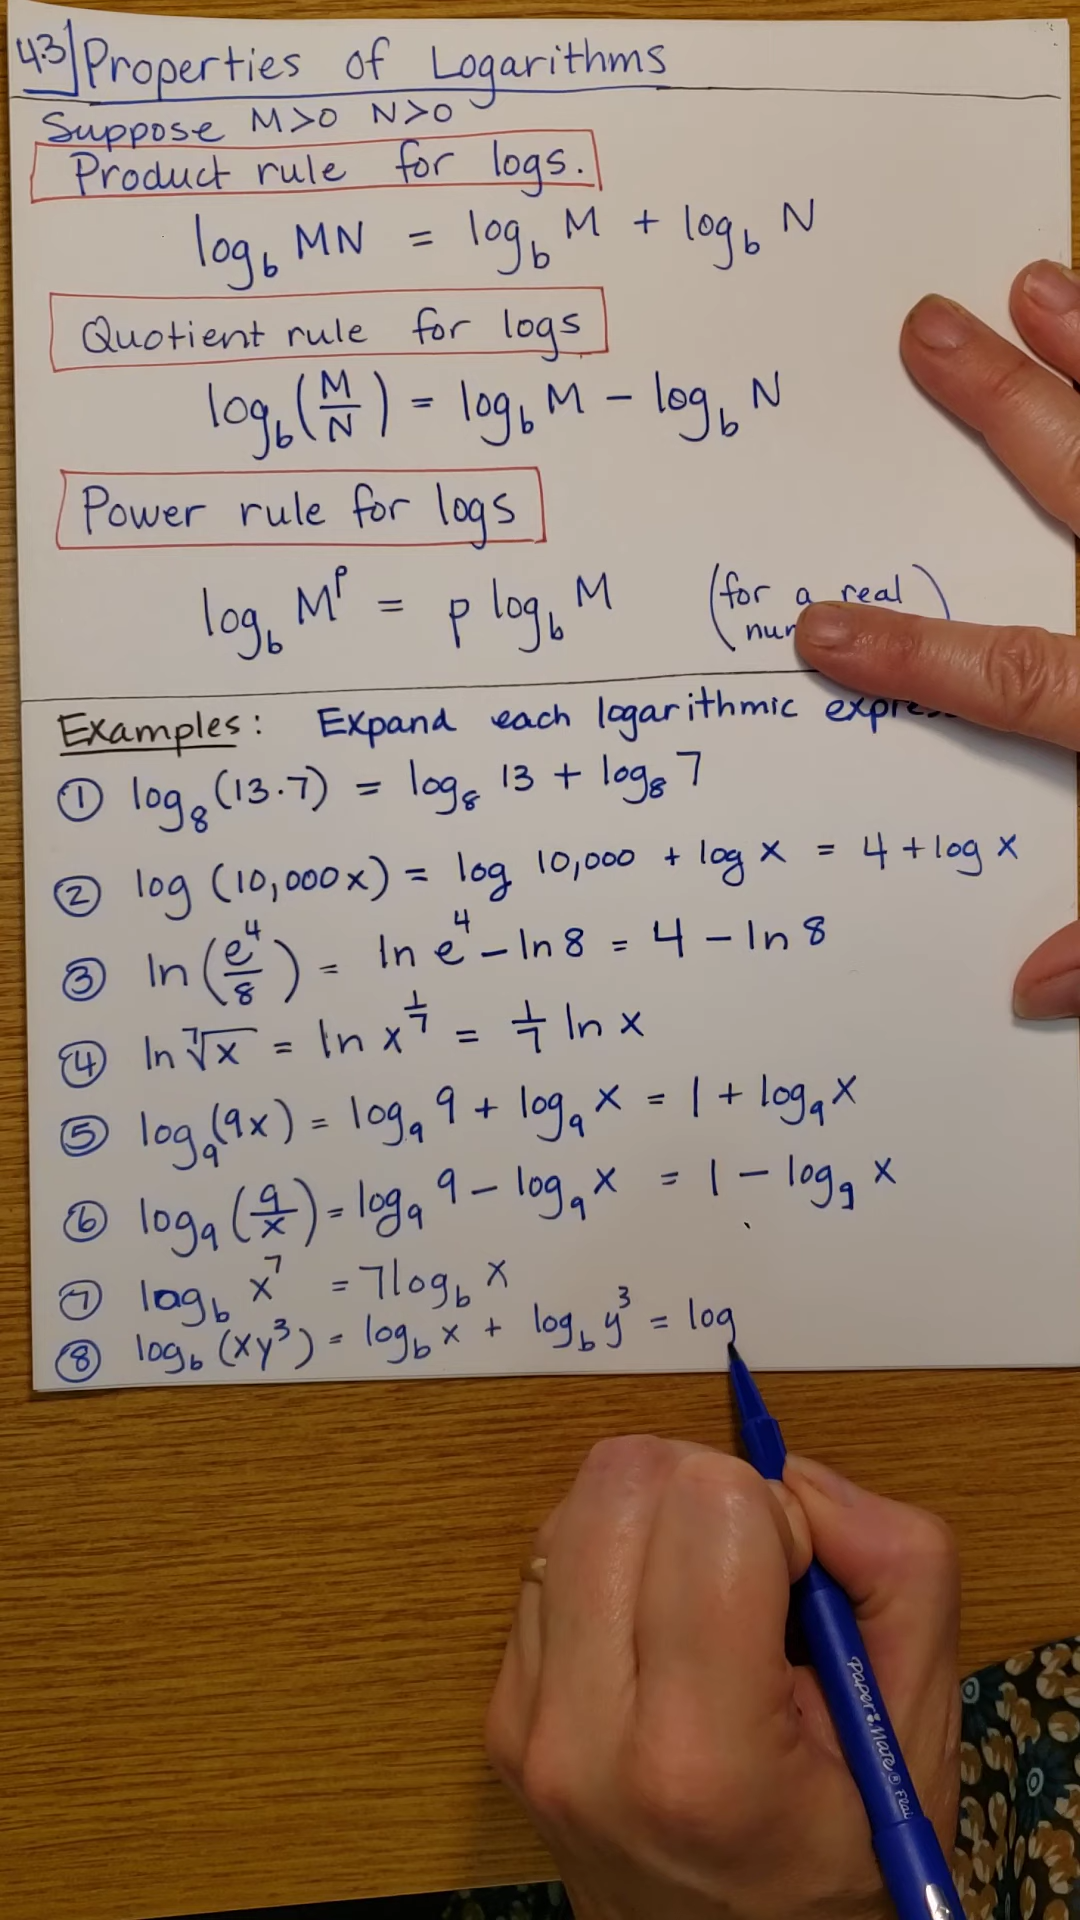 4.3 Properties of Logarithms
Suppose M>0 N>0
Product rule for logs.
log_b MN = log_b M + log_b N
Quotient rule for logs
log_b (M/N) = log_b M − log_b N
Power rule for logs
log_b M^p = p log_b M (for a real
Examples: Expand each logarithmic
① log_8 (13·7) = log_8 13 + log_8 7
② log (10,000x) = log 10,000 + log x = 4 + log x
③ ln (e^4/8) = ln e^4 − ln 8 = 4 − ln 8
④ ln ⁷√x = ln x^(1/7) = 1/7 ln x
⑤ log_9 (9x) = log_9 9 + log_9 x = 1 + log_9 x
⑥ log_9 (9/x) = log_9 9 − log_9 x = 1 − log_9 x
⑦ log_b x^7 = 7 log_b x
⑧ log_b (xy^3) = log_b x + log_b y^3 = log
Paper Mate ® Flai